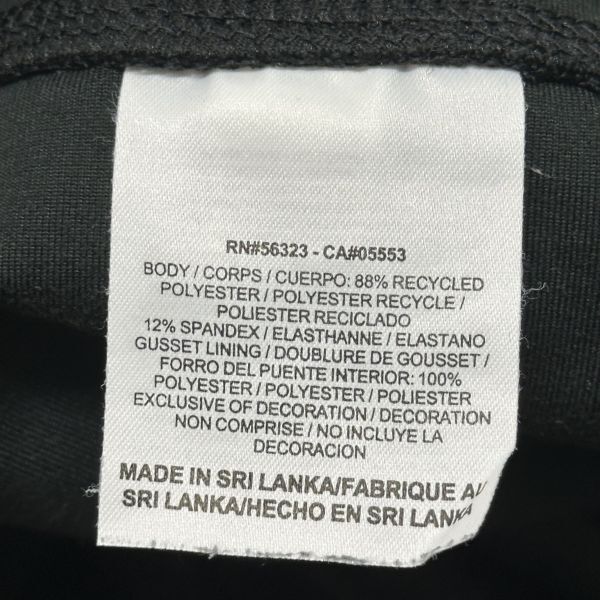 RN#56323 - CA#05553
BODY / CORPS / CUERPO: 88% RECYCLED
POLYESTER / POLYESTER RECYCLE /
POLIESTER RECICLADO
12% SPANDEX / ELASTHANNE / ELASTANO
GUSSET LINING / DOUBLURE DE GOUSSET /
FORRO DEL PUENTE INTERIOR: 100%
POLYESTER / POLYESTER / POLIESTER
EXCLUSIVE OF DECORATION / DECORATION
NON COMPRISE / NO INCLUYE LA
DECORACION
MADE IN SRI LANKA/FABRIQUE AU
SRI LANKA/HECHO EN SRI LANKA